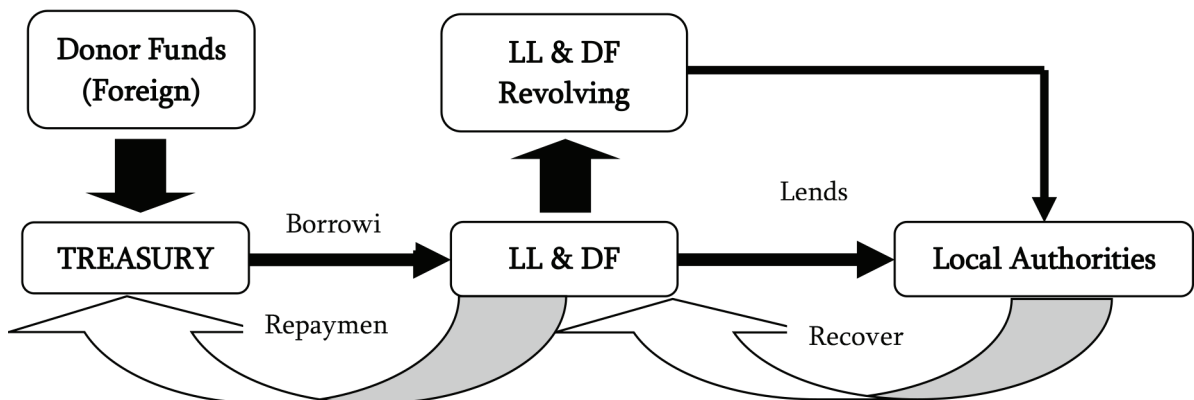 Donor Funds
(Foreign)
LL & DF
Revolving
Lends
Borrowi
TREASURY
LL & DF
Local Authorities
Repaymen
Recover